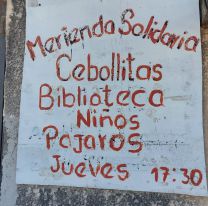 Merienda Solidaria
Cebollitas
Biblioteca
Niños
Pajaros
Jueves 17:30